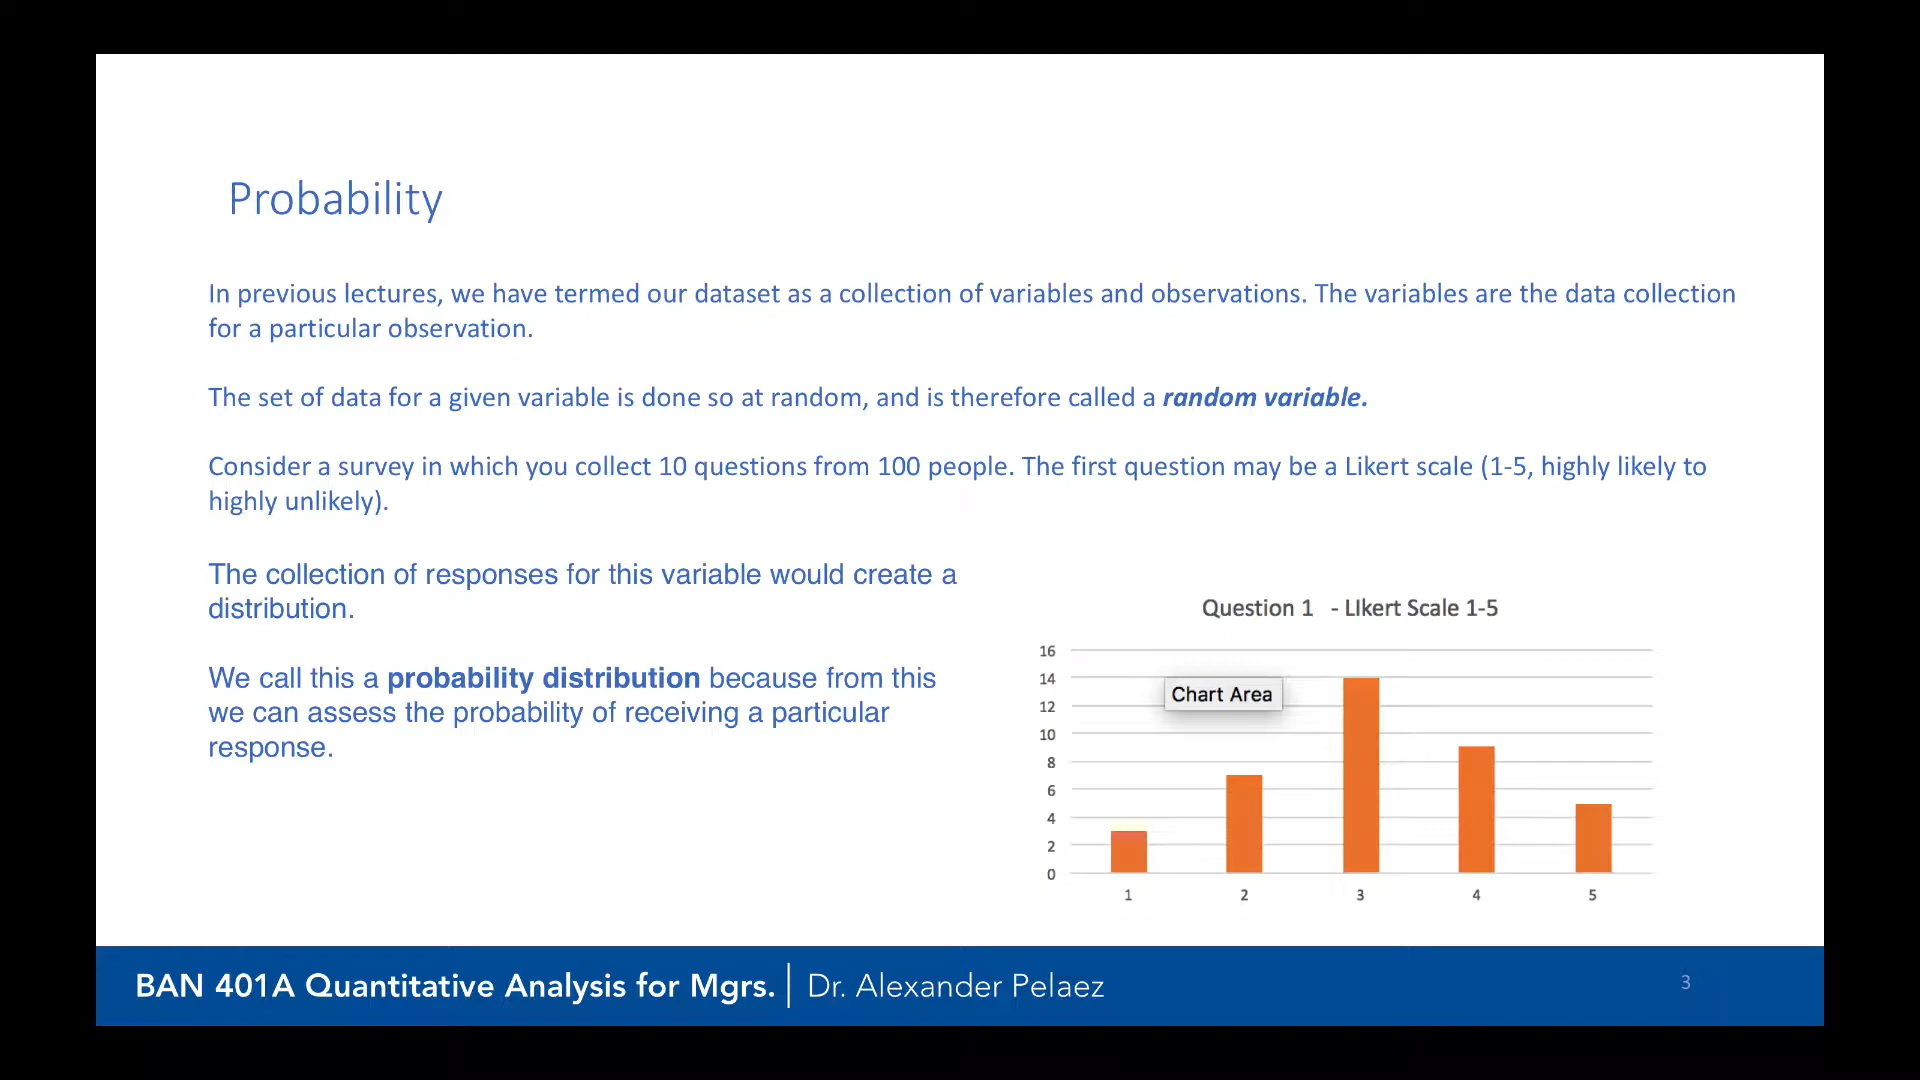 Probability
In previous lectures, we have termed our dataset as a collection of variables and observations. The variables are the data collection
for a particular observation.
The set of data for a given variable is done so at random, and is therefore called a random variable.
Consider a survey in which you collect 10 questions from 100 people. The first question may be a Likert scale (1-5, highly likely to
highly unlikely).
The collection of responses for this variable would create a
distribution.
We call this a probability distribution because from this
we can assess the probability of receiving a particular
response.
Question 1 - LIkert Scale 1-5
16
14
12
10
8
6
4
2
0
Chart Area
1 2 3 4 5
BAN 401A Quantitative Analysis for Mgrs. | Dr. Alexander Pelaez
3